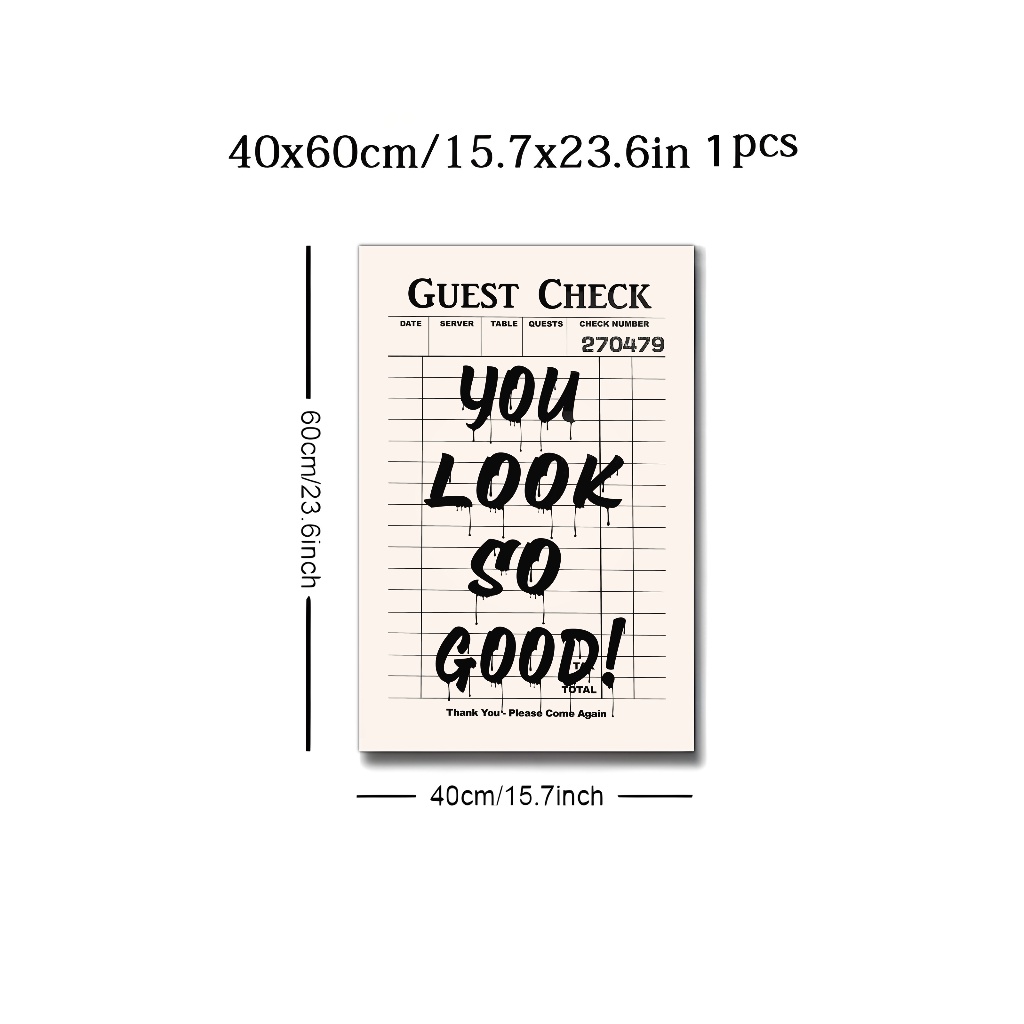 40x60cm/15.7x23.6in 1pcs
GUEST CHECK
DATE SERVER TABLE QUESTS CHECK NUMBER
270479
YOU
LOOK
SO
GOOD!
TOTAL
Thank You - Please Come Again
60cm/23.6inch
40cm/15.7inch